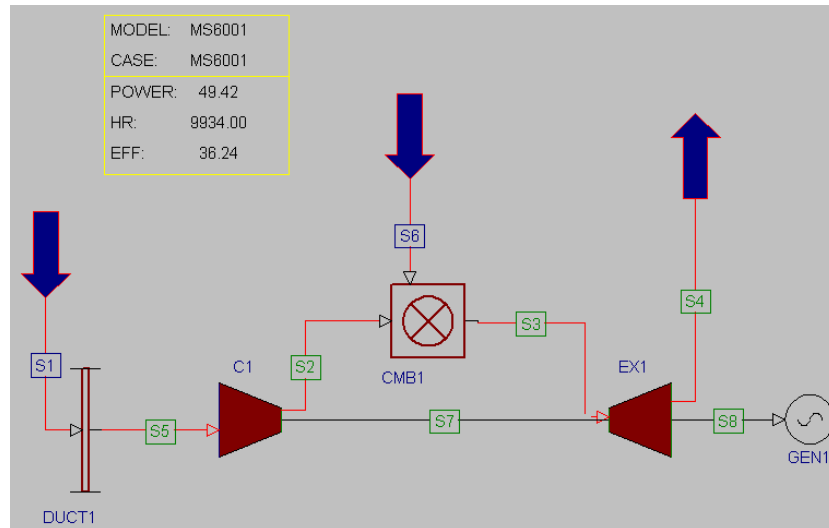 MODEL: MS6001
CASE: MS6001
POWER: 49.42
HR: 9934.00
EFF: 36.24
S6
S4
S3
S1
C1
S2
CMB1
EX1
S5
S7
S8
GEN1
DUCT1